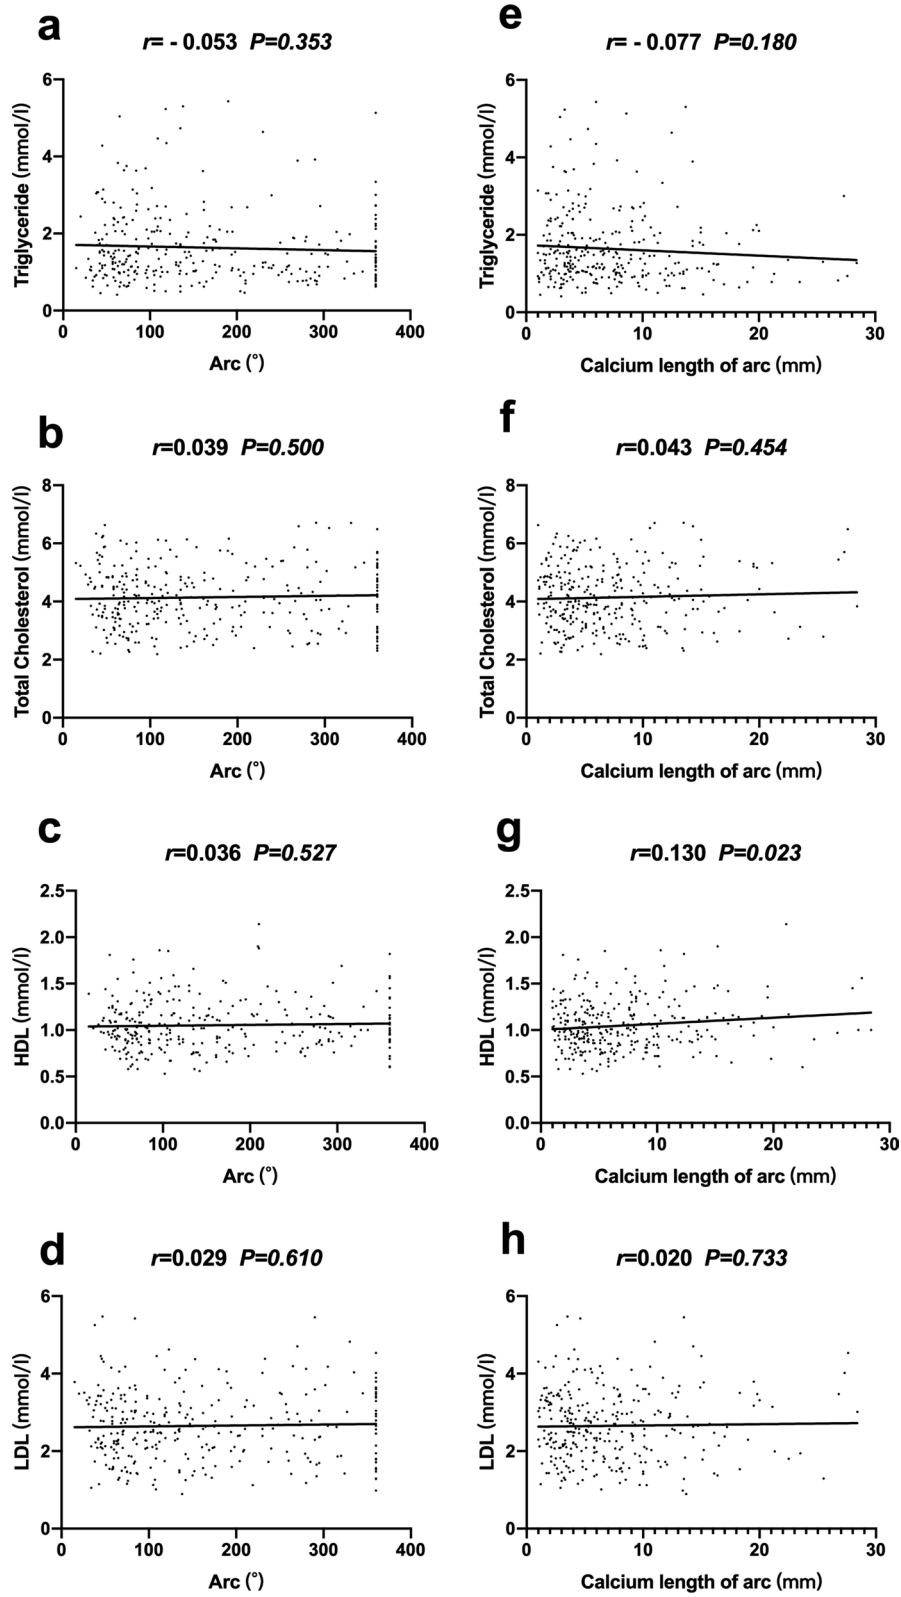 a
r= - 0.053 P=0.353
Triglyceride (mmol/l)
6
4
2
0
0 100 200 300 400
Arc (°)
e
r= - 0.077 P=0.180
Triglyceride (mmol/l)
6
4
2
0
0 10 20 30
Calcium length of arc (mm)
b
r=0.039 P=0.500
Total Cholesterol (mmol/l)
8
6
4
2
0
0 100 200 300 400
Arc (°)
f
r=0.043 P=0.454
Total Cholesterol (mmol/l)
8
6
4
2
0
0 10 20 30
Calcium length of arc (mm)
c
r=0.036 P=0.527
HDL (mmol/l)
2.5
2.0
1.5
1.0
0.5
0.0
0 100 200 300 400
Arc (°)
g
r=0.130 P=0.023
HDL (mmol/l)
2.5
2.0
1.5
1.0
0.5
0.0
0 10 20 30
Calcium length of arc (mm)
d
r=0.029 P=0.610
LDL (mmol/l)
6
4
2
0
0 100 200 300 400
Arc (°)
h
r=0.020 P=0.733
LDL (mmol/l)
6
4
2
0
0 10 20 30
Calcium length of arc (mm)